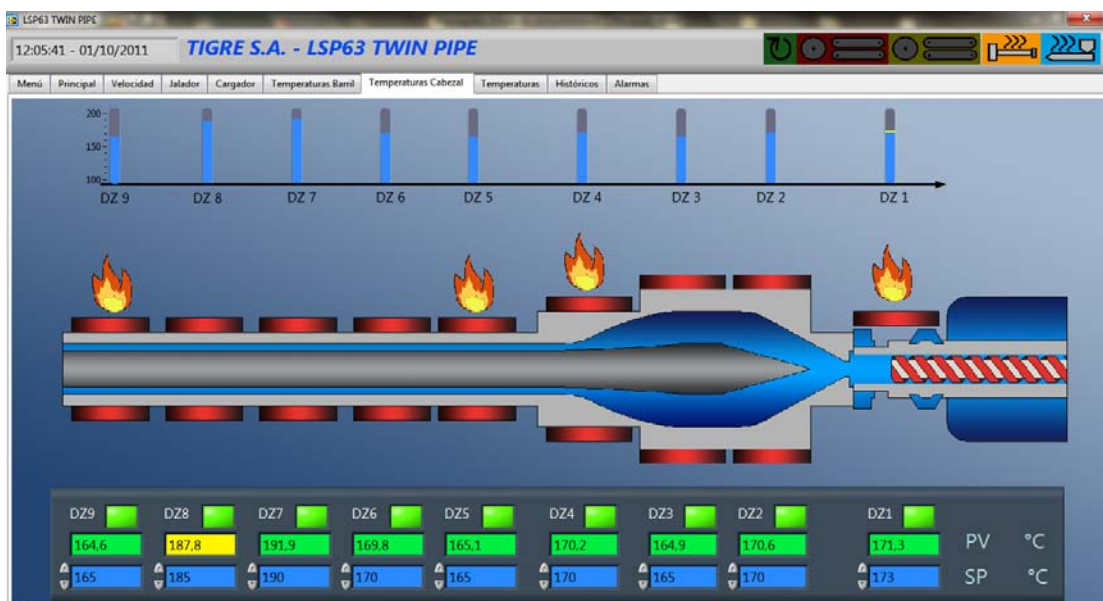 LSP63 TWIN PIPE
12:05:41 - 01/10/2011 TIGRE S.A. - LSP63 TWIN PIPE
Menú Principal Velocidad Jalador Cargador Temperaturas Barril Temperaturas Cabezal Temperaturas Históricos Alarmas
200
150
100
DZ 9 DZ 8 DZ 7 DZ 6 DZ 5 DZ 4 DZ 3 DZ 2 DZ 1
DZ9 DZ8 DZ7 DZ6 DZ5 DZ4 DZ3 DZ2 DZ1
164,6 187,8 191,9 169,8 165,1 170,2 164,9 170,6 171,3 PV °C
165 185 190 170 165 170 165 170 173 SP °C